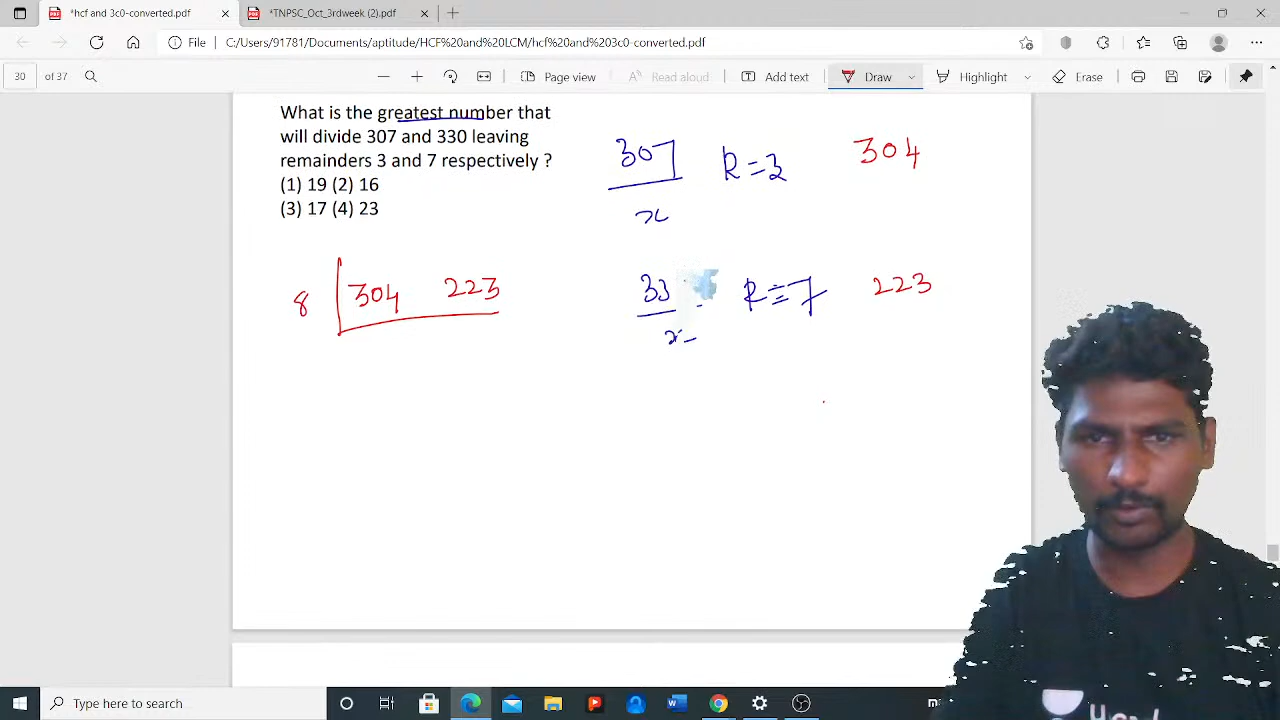 *hcf and 3c0-converted.pdf
*TNPSC_Oct_3rdweek (2).pdf
File C:/Users/91781/Documents/aptitude/HCF%20and%20LCM/hcf%20and%203c0-converted.pdf
30 of 37 Page view Read aloud Add text Draw Highlight Erase
What is the greatest number that
will divide 307 and 330 leaving
remainders 3 and 7 respectively ?
(1) 19 (2) 16
(3) 17 (4) 23
307 R=3 304
x
8 304 223
33 R=7 223
x
Type here to search